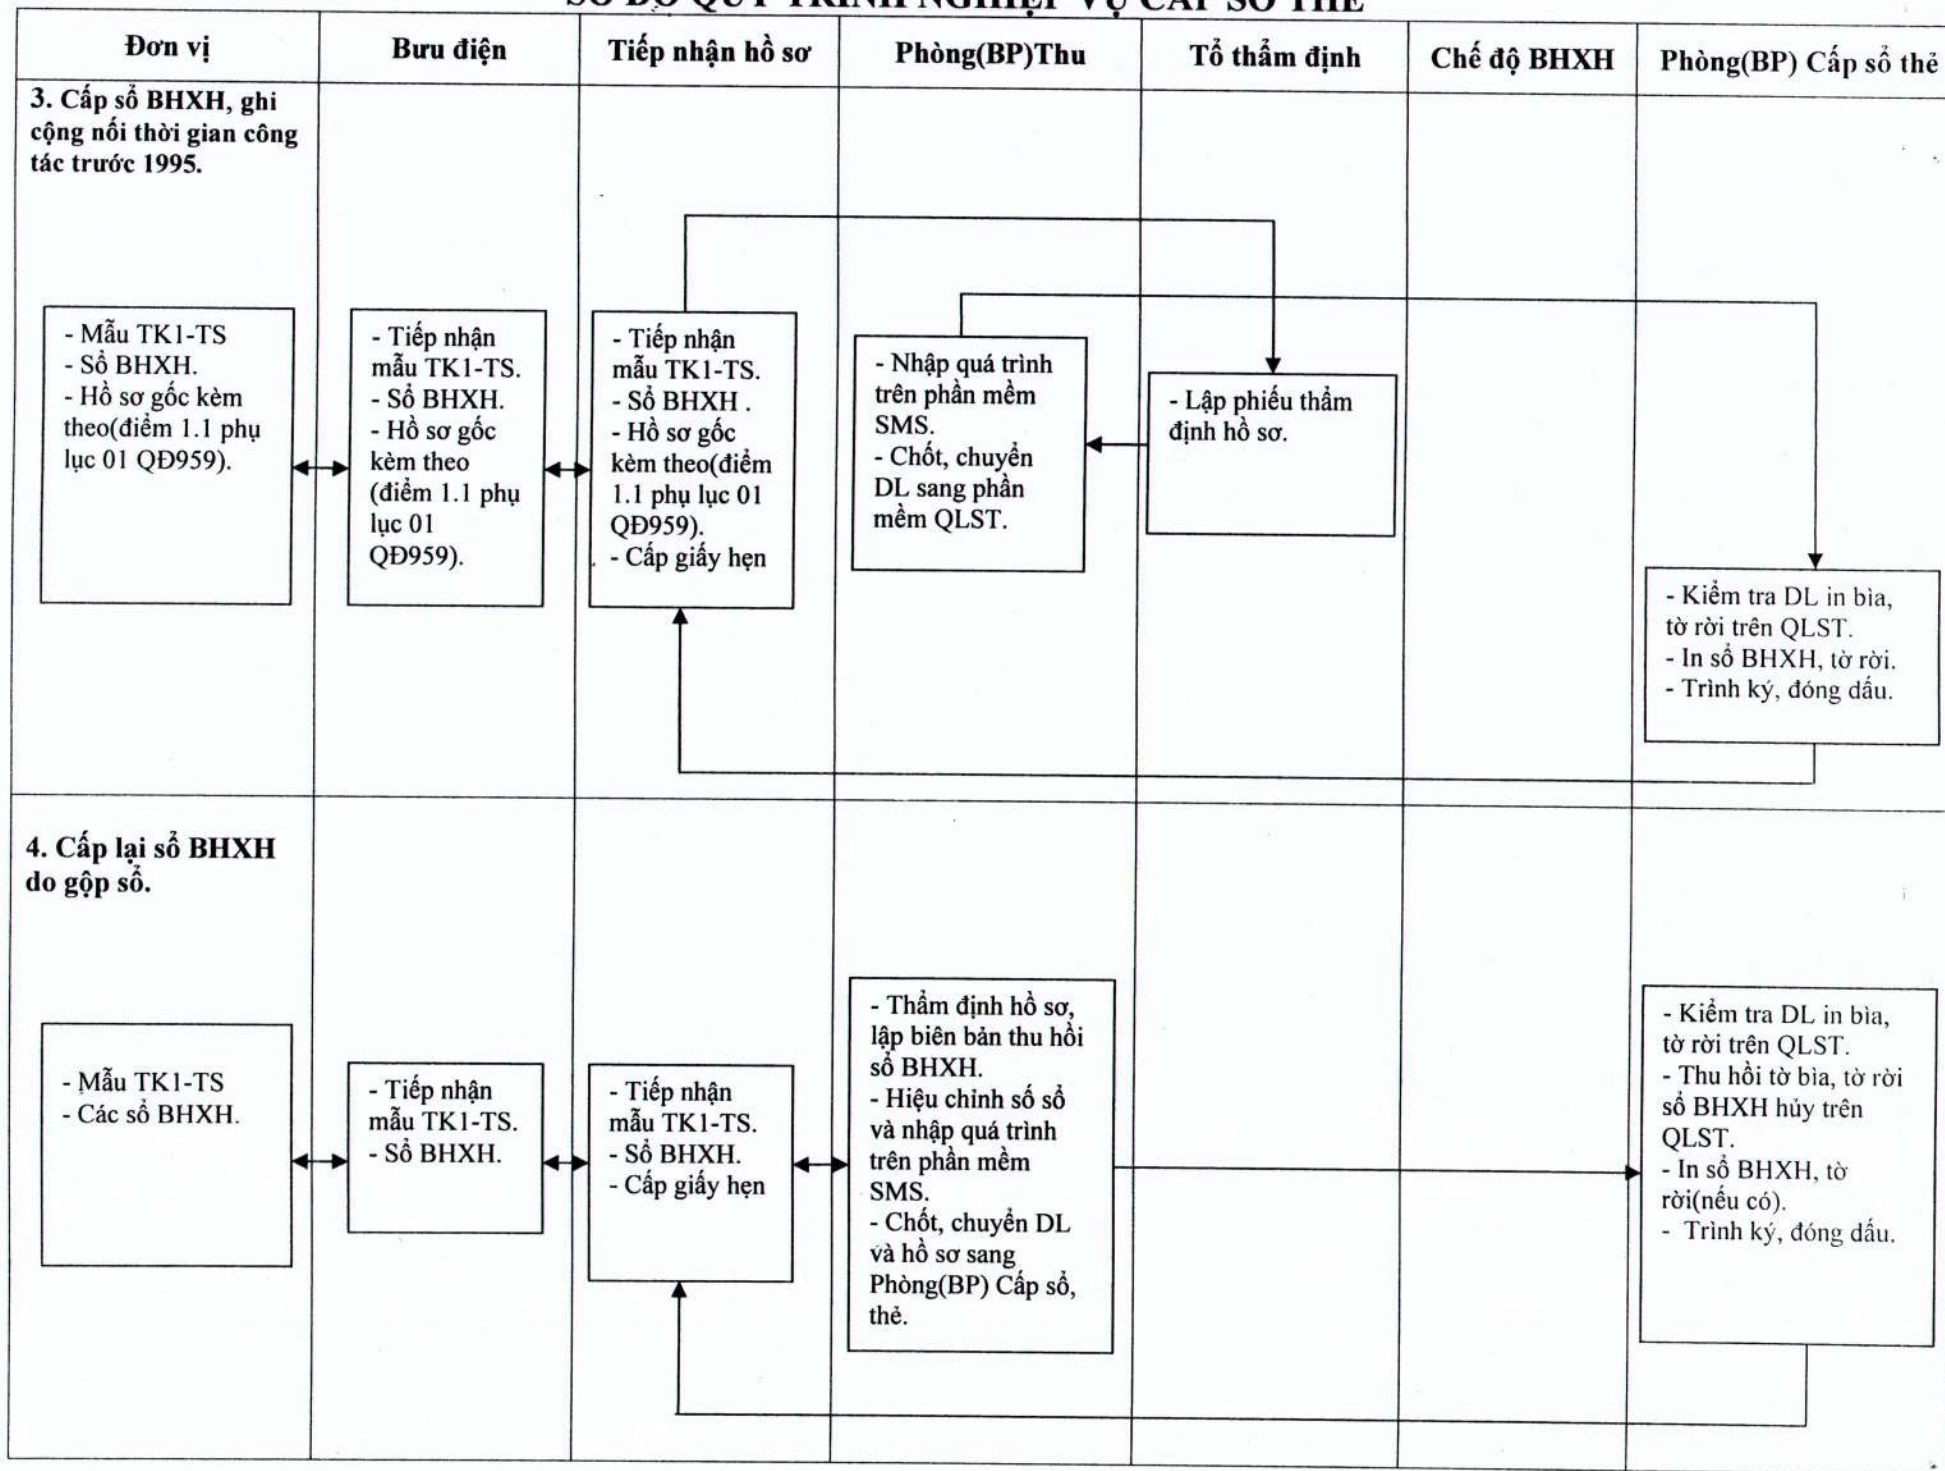 SƠ ĐỒ QUY TRÌNH NGHIỆP VỤ CẤP SỔ THẺ
Đơn vị
Bưu điện
Tiếp nhận hồ sơ
Phòng(BP)Thu
Tổ thẩm định
Chế độ BHXH
Phòng(BP) Cấp sổ thẻ
3. Cấp sổ BHXH, ghi
cộng nối thời gian công
tác trước 1995.
- Mẫu TK1-TS
- Sổ BHXH.
- Hồ sơ gốc kèm
theo(điểm 1.1 phụ
lục 01 QĐ959).
- Tiếp nhận
mẫu TK1-TS.
- Sổ BHXH.
- Hồ sơ gốc
kèm theo
(điểm 1.1 phụ
lục 01
QĐ959).
- Tiếp nhận
mẫu TK1-TS.
- Sổ BHXH .
- Hồ sơ gốc
kèm theo(điểm
1.1 phụ lục 01
QĐ959).
- Cấp giấy hẹn
- Nhập quá trình
trên phần mềm
SMS.
- Chốt, chuyển
DL sang phần
mềm QLST.
- Lập phiếu thẩm
định hồ sơ.
- Kiểm tra DL in bìa,
tờ rời trên QLST.
- In sổ BHXH, tờ rời.
- Trình ký, đóng dấu.
4. Cấp lại sổ BHXH
do gộp sổ.
- Mẫu TK1-TS
- Các sổ BHXH.
- Tiếp nhận
mẫu TK1-TS.
- Sổ BHXH.
- Tiếp nhận
mẫu TK1-TS.
- Sổ BHXH.
- Cấp giấy hẹn
- Thẩm định hồ sơ,
lập biên bản thu hồi
sổ BHXH.
- Hiệu chỉnh số sổ
và nhập quá trình
trên phần mềm
SMS.
- Chốt, chuyển DL
và hồ sơ sang
Phòng(BP) Cấp sổ,
thẻ.
- Kiểm tra DL in bìa,
tờ rời trên QLST.
- Thu hồi tờ bìa, tờ rời
sổ BHXH hủy trên
QLST.
- In sổ BHXH, tờ
rời(nếu có).
- Trình ký, đóng dấu.